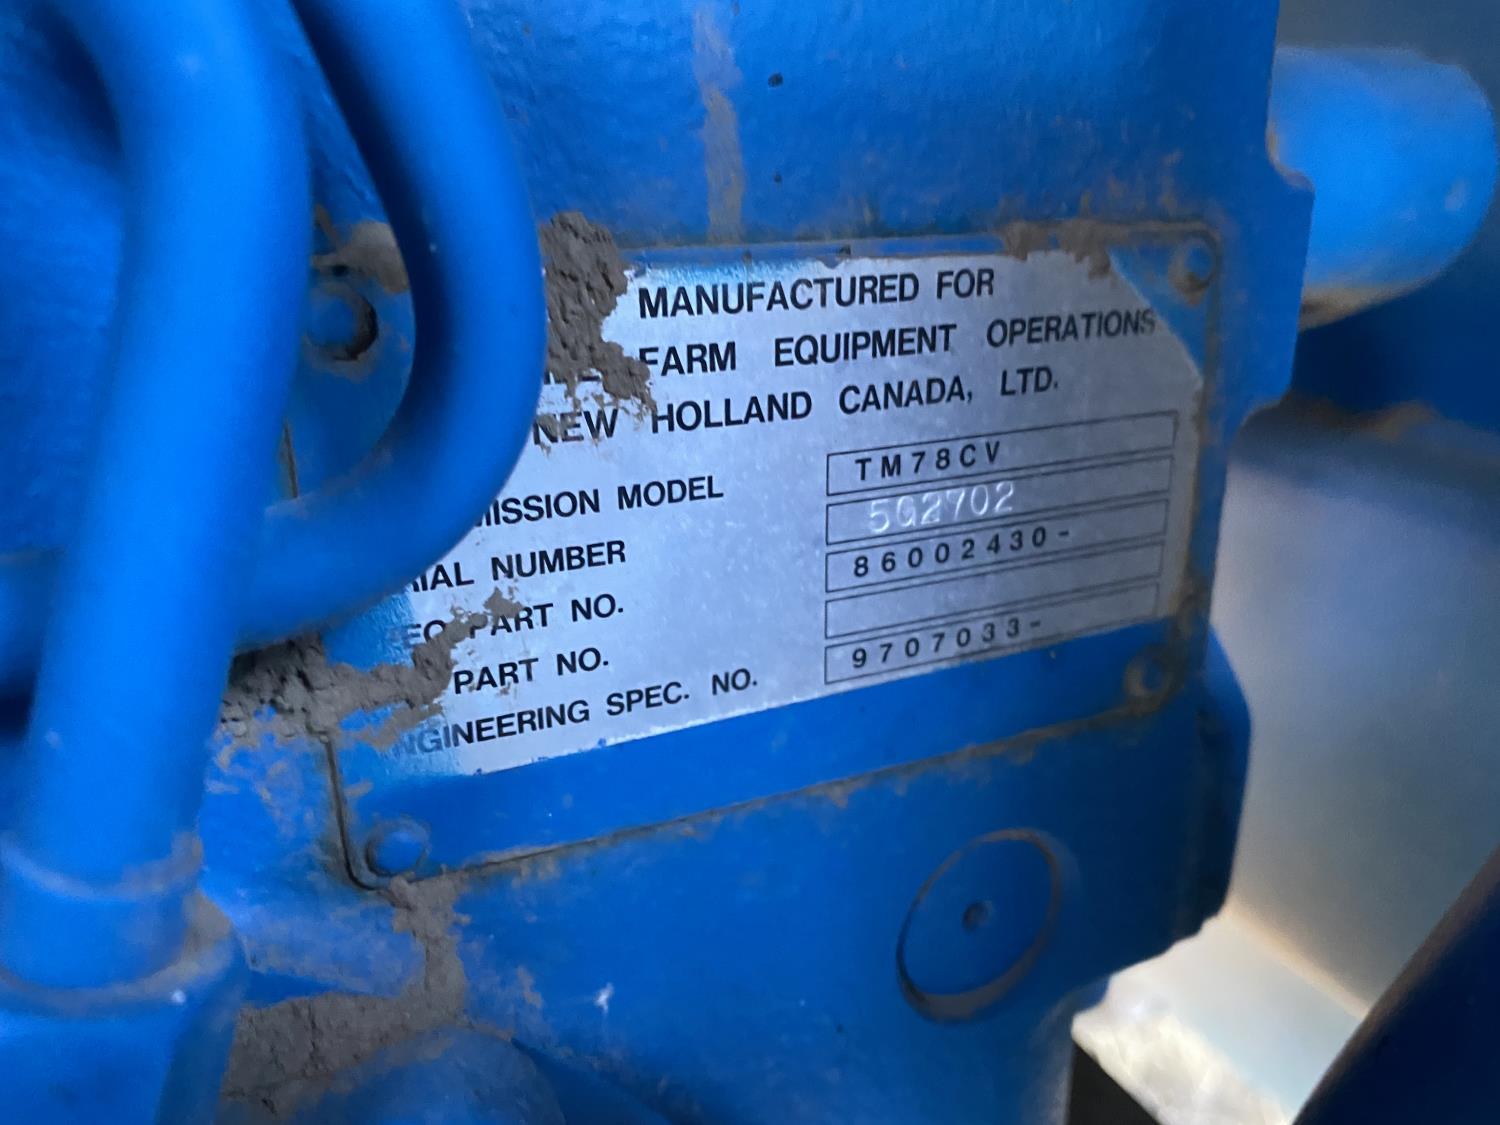 MANUFACTURED FOR
FARM EQUIPMENT OPERATIONS
NEW HOLLAND CANADA, LTD.
MISSION MODEL TM78CV
IAL NUMBER 5G2702
PART NO. 86002430-
PART NO.
NGINEERING SPEC. NO. 9707033-